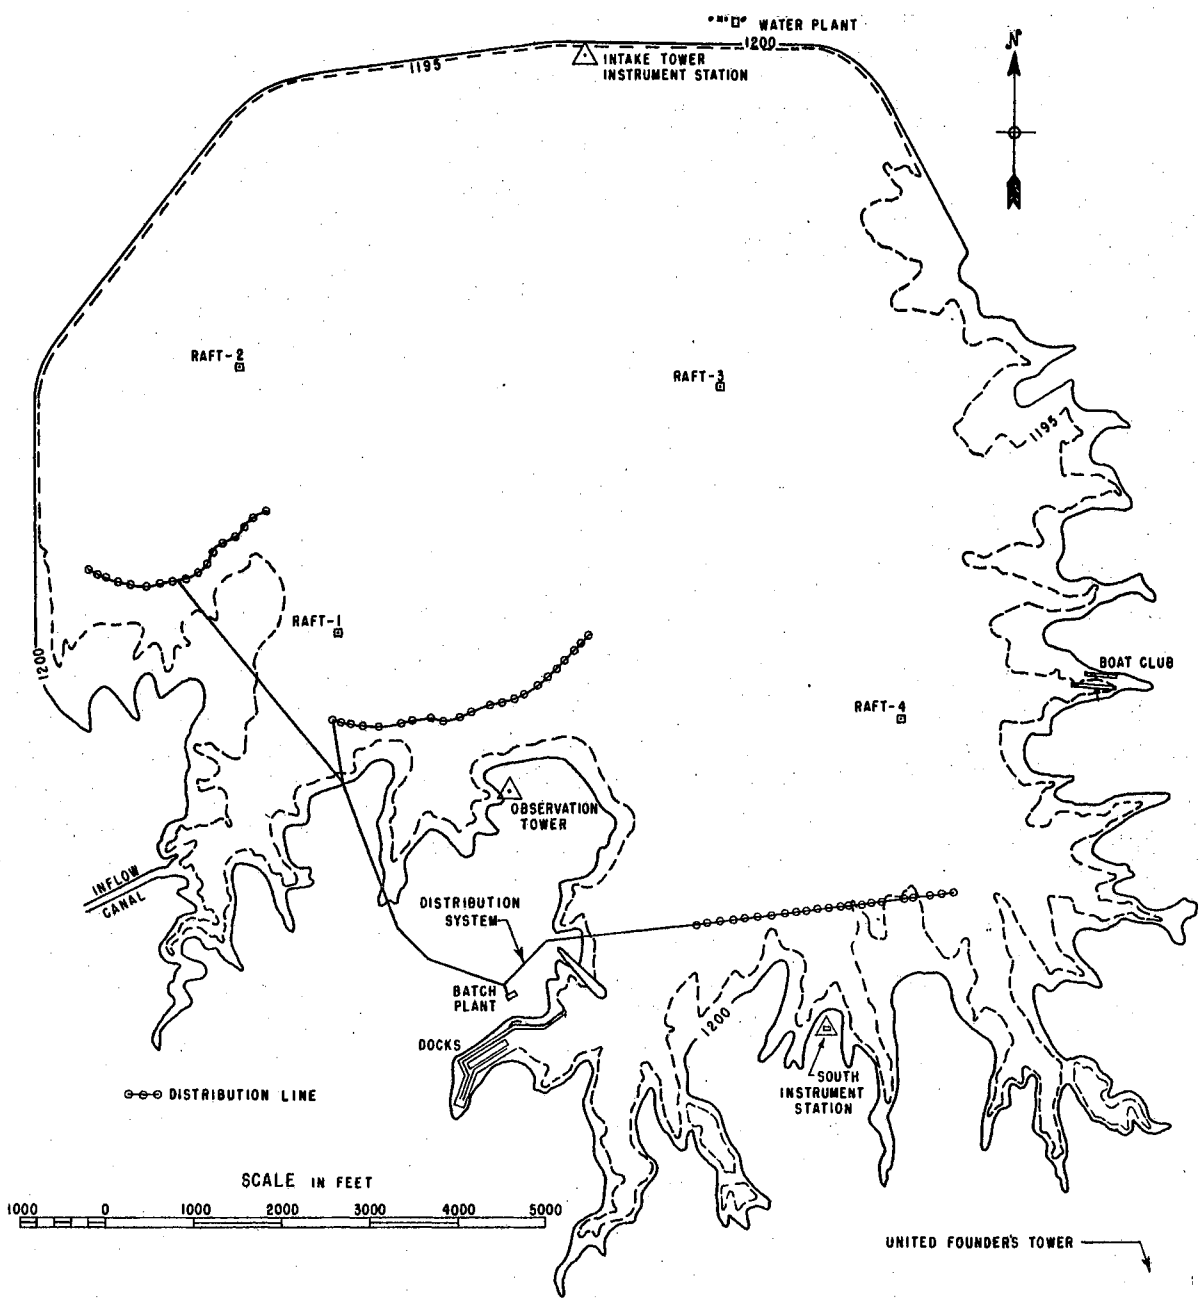 WATER PLANT
1200
INTAKE TOWER
INSTRUMENT STATION
1195
N
RAFT-2
RAFT-3
1195
RAFT-1
1200
BOAT CLUB
RAFT-4
OBSERVATION
TOWER
INFLOW
CANAL
DISTRIBUTION
SYSTEM
BATCH
PLANT
1200
DOCKS
SOUTH
INSTRUMENT
STATION
DISTRIBUTION LINE
SCALE IN FEET
1000 0 1000 2000 3000 4000 5000
UNITED FOUNDER'S TOWER